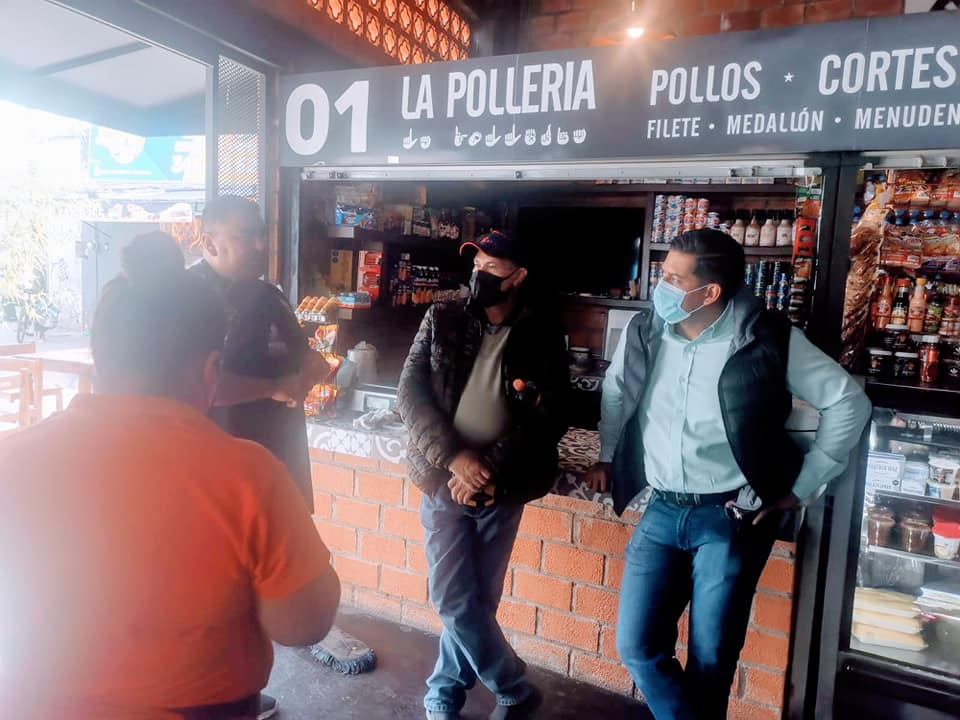 01
LA POLLERIA
POLLOS * CORTES
FILETE • MEDALLÓN • MENUDEN